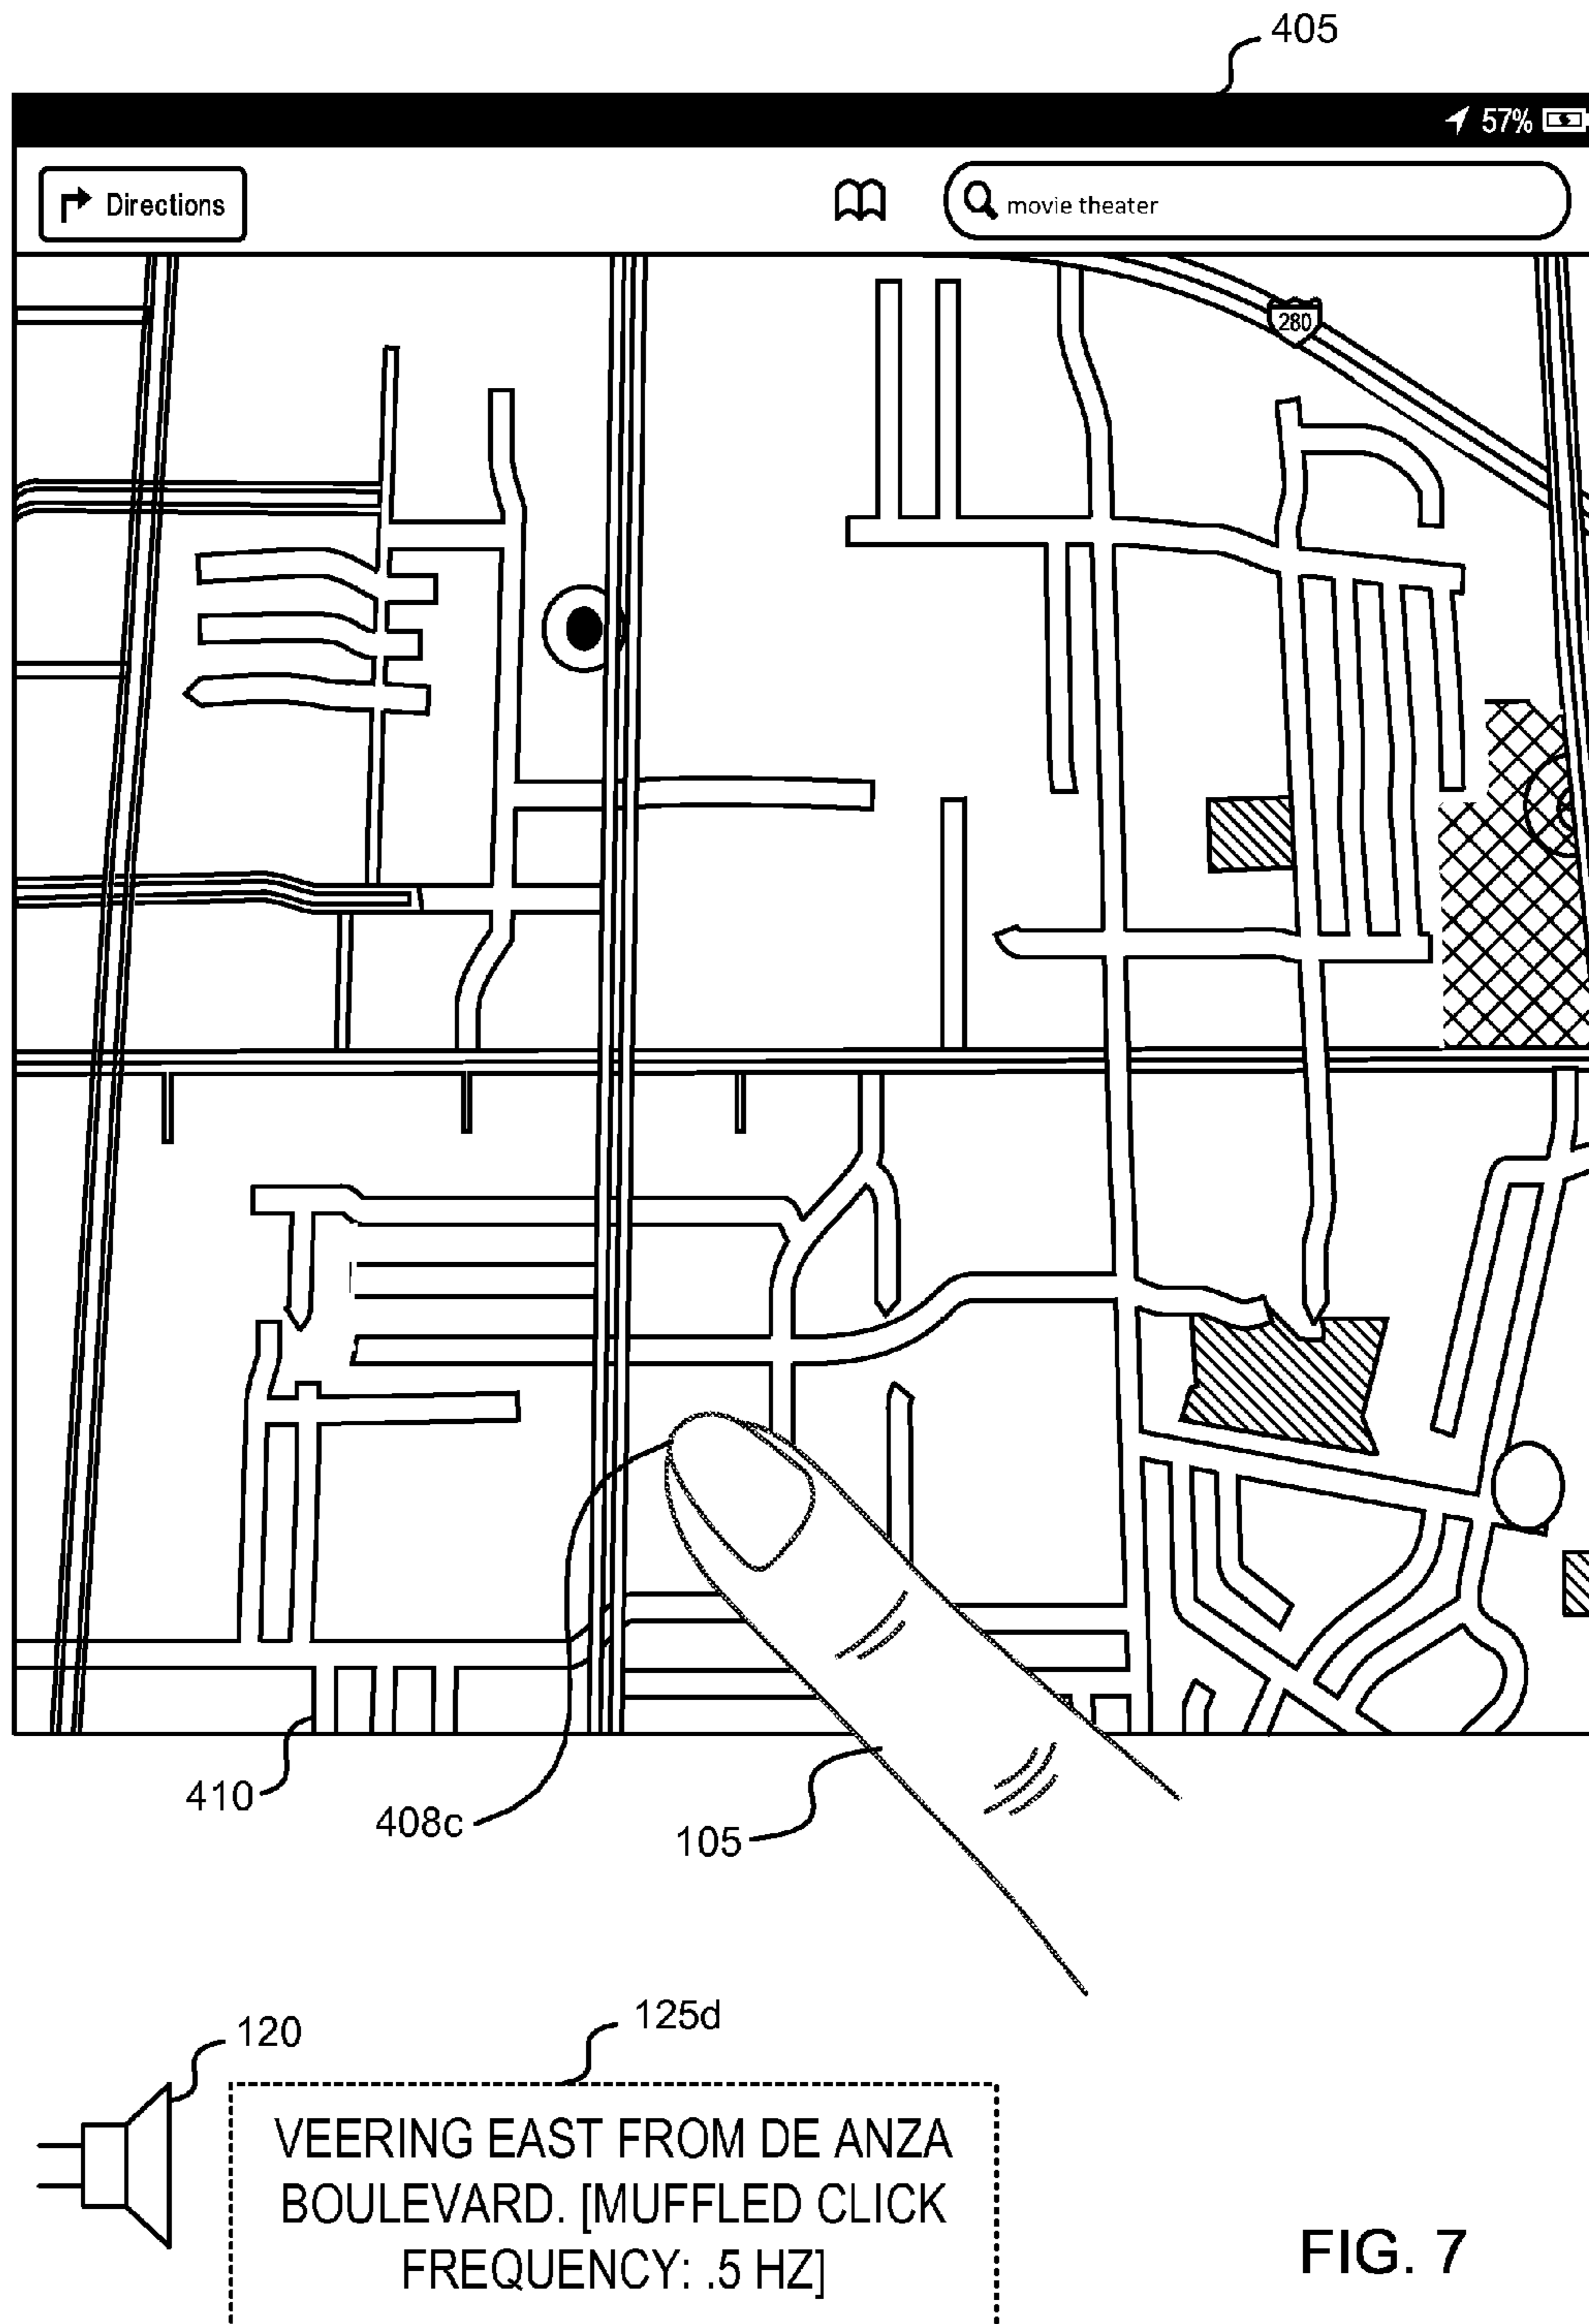 405
57%
Directions
movie theater
280
410
408c
105
120
125d
VEERING EAST FROM DE ANZA
BOULEVARD. [MUFFLED CLICK
FREQUENCY: .5 HZ]
FIG. 7